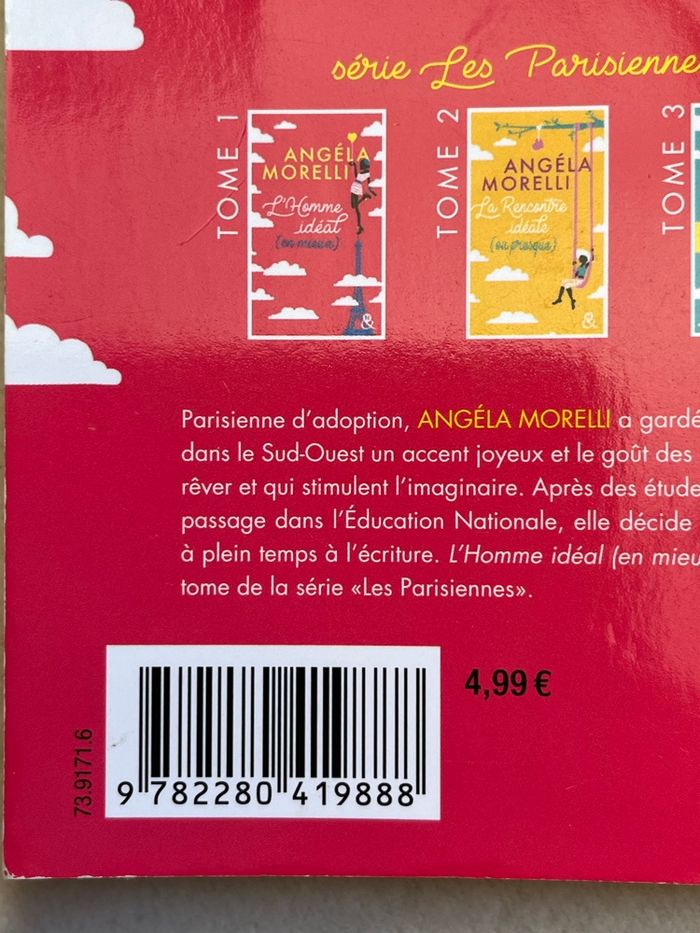 série Les Parisienne
TOME 1
ANGÉLA
MORELLI
L'Homme
idéal
(en mieux)
&
TOME 2
ANGÉLA
MORELLI
La Rencontre
idéale
(ou presque)
&
TOME 3
Parisienne d'adoption, ANGÉLA MORELLI a gardé
dans le Sud-Ouest un accent joyeux et le goût des
rêver et qui stimulent l'imaginaire. Après des étude
passage dans l'Éducation Nationale, elle décide
à plein temps à l'écriture. L'Homme idéal (en mieu
tome de la série «Les Parisiennes».
4,99 €
73.9171.6
9 782280 419888